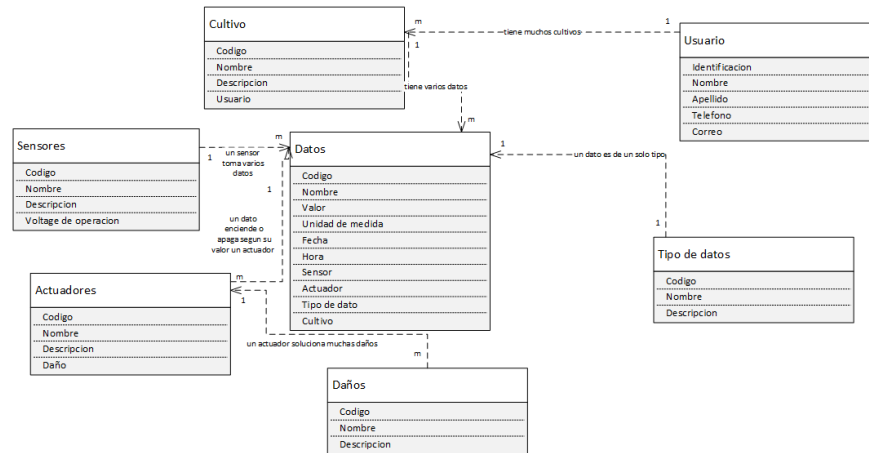 Cultivo
Codigo
Nombre
Descripcion
Usuario
m
1
tiene muchos cultivos
1
Usuario
Identificacion
Nombre
Apellido
Telefono
Correo
tiene varios datos
m
Sensores
Codigo
Nombre
Descripcion
Voltage de operacion
1
m
un sensor
toma varios
datos
Datos
Codigo
Nombre
Valor
Unidad de medida
Fecha
Hora
Sensor
Actuador
Tipo de dato
Cultivo
1
un dato es de un solo tipo
1
Tipo de datos
Codigo
Nombre
Descripcion
1
un dato
enciende o
apaga segun su
valor un actuador
m
Actuadores
Codigo
Nombre
Descripcion
Daño
1
un actuador soluciona muchas daños
m
Daños
Codigo
Nombre
Descripcion